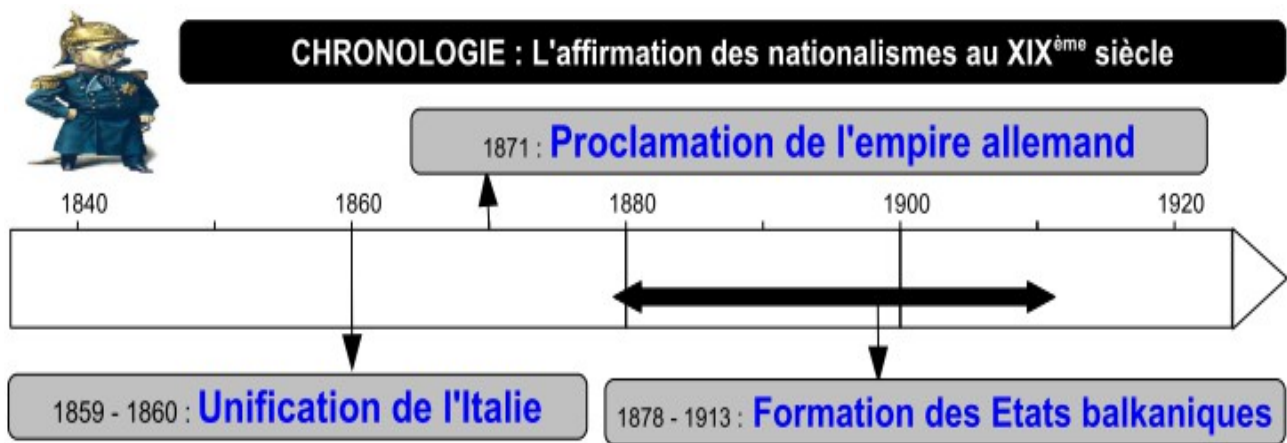 CHRONOLOGIE : L'affirmation des nationalismes au XIXème siècle
1871 : Proclamation de l'empire allemand
1840 1860 1880 1900 1920
1859 - 1860 : Unification de l'Italie
1878 - 1913 : Formation des Etats balkaniques